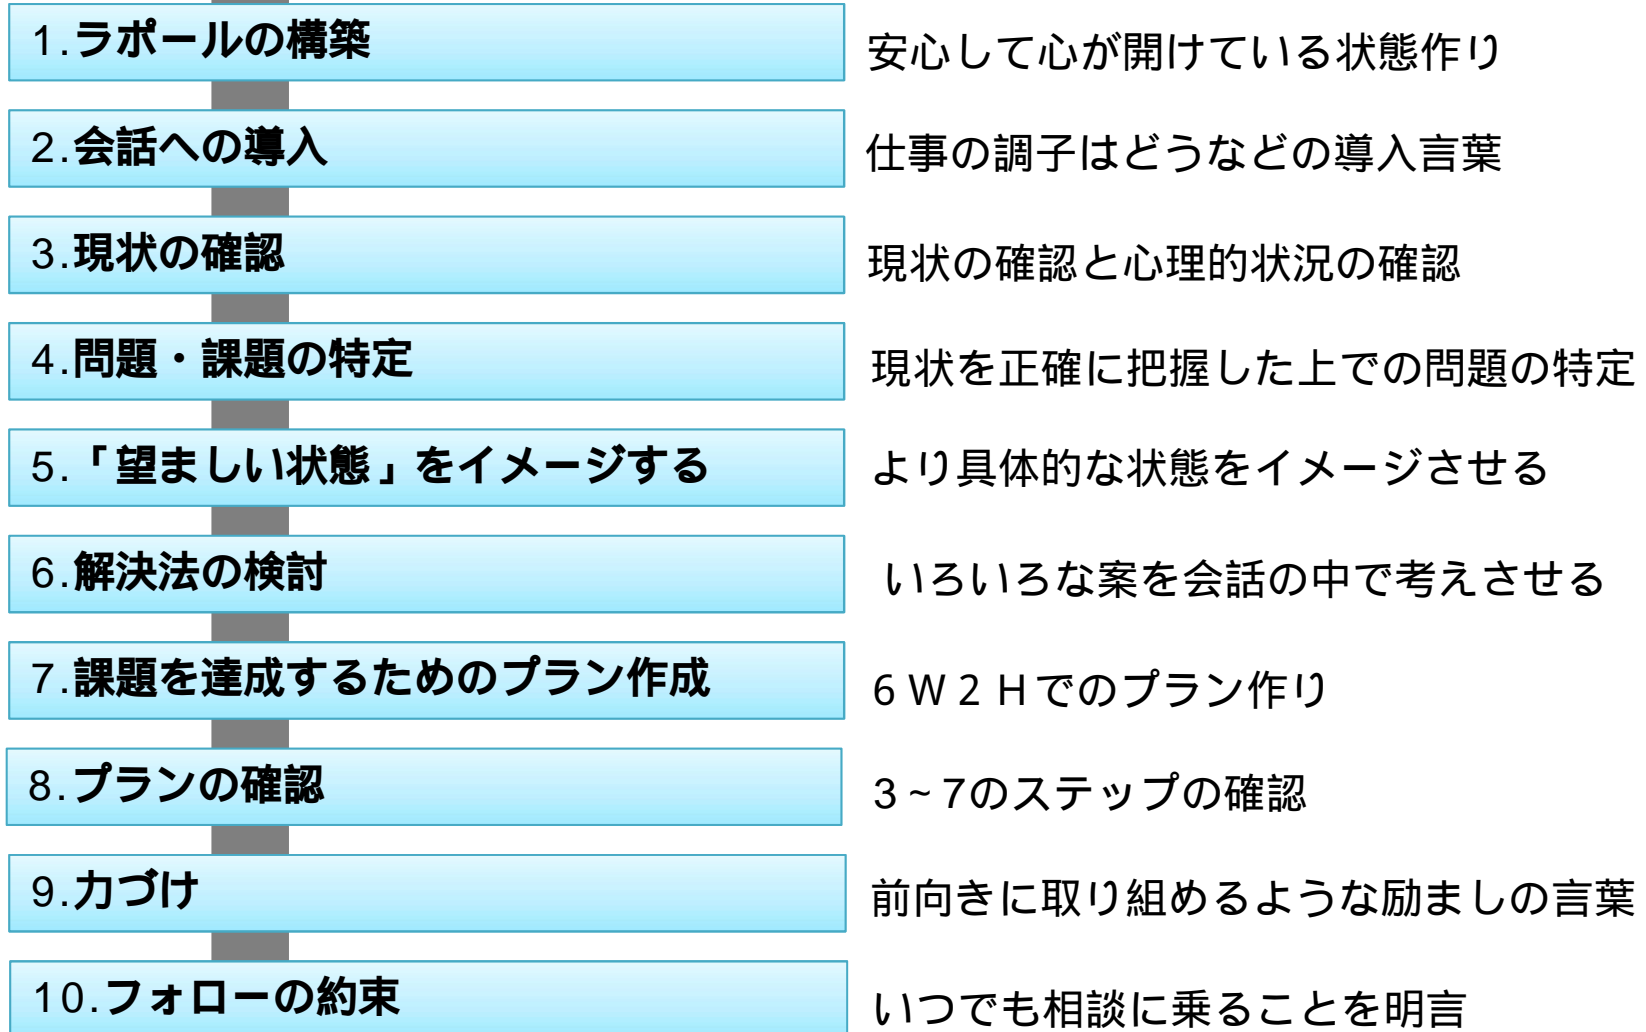 1.ラポールの構築
安心して心が開けている状態作り
2.会話への導入
仕事の調子はどうなどの導入言葉
3.現状の確認
現状の確認と心理的状況の確認
4.問題・課題の特定
現状を正確に把握した上での問題の特定
5.「望ましい状態」をイメージする
より具体的な状態をイメージさせる
6.解決法の検討
いろいろな案を会話の中で考えさせる
7.課題を達成するためのプラン作成
６Ｗ２Ｈでのプラン作り
8.プランの確認
3～7のステップの確認
9.力づけ
前向きに取り組めるような励ましの言葉
10.フォローの約束
いつでも相談に乗ることを明言